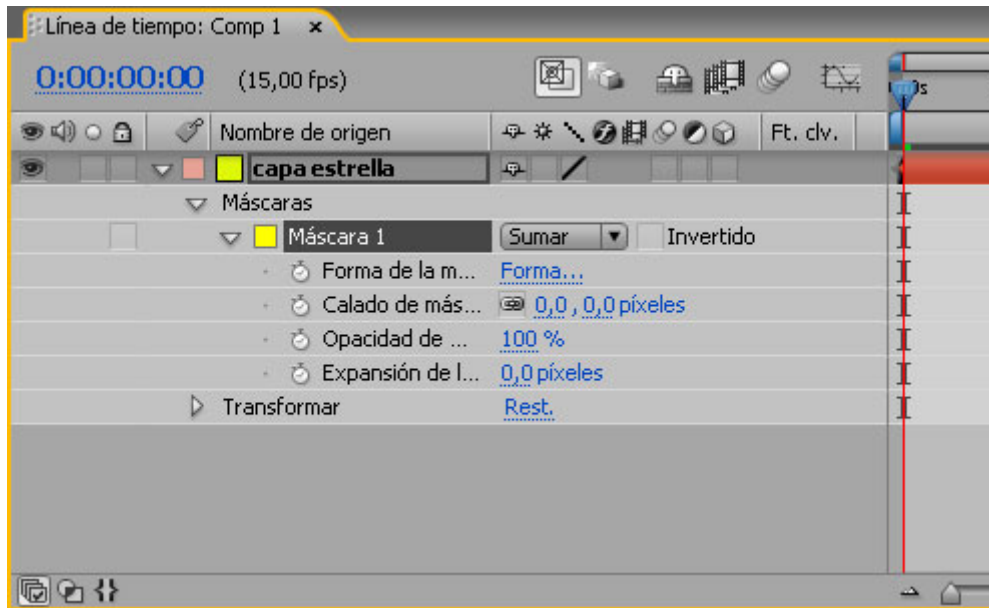 Línea de tiempo: Comp 1 x
0:00:00:00 (15,00 fps)
Nombre de origen Ft. clv.
capa estrella
Máscaras
Máscara 1 Sumar Invertido
Forma de la m... Forma...
Calado de más... 0,0, 0,0 píxeles
Opacidad de ... 100 %
Expansión de l... 0,0 píxeles
Transformar Rest.